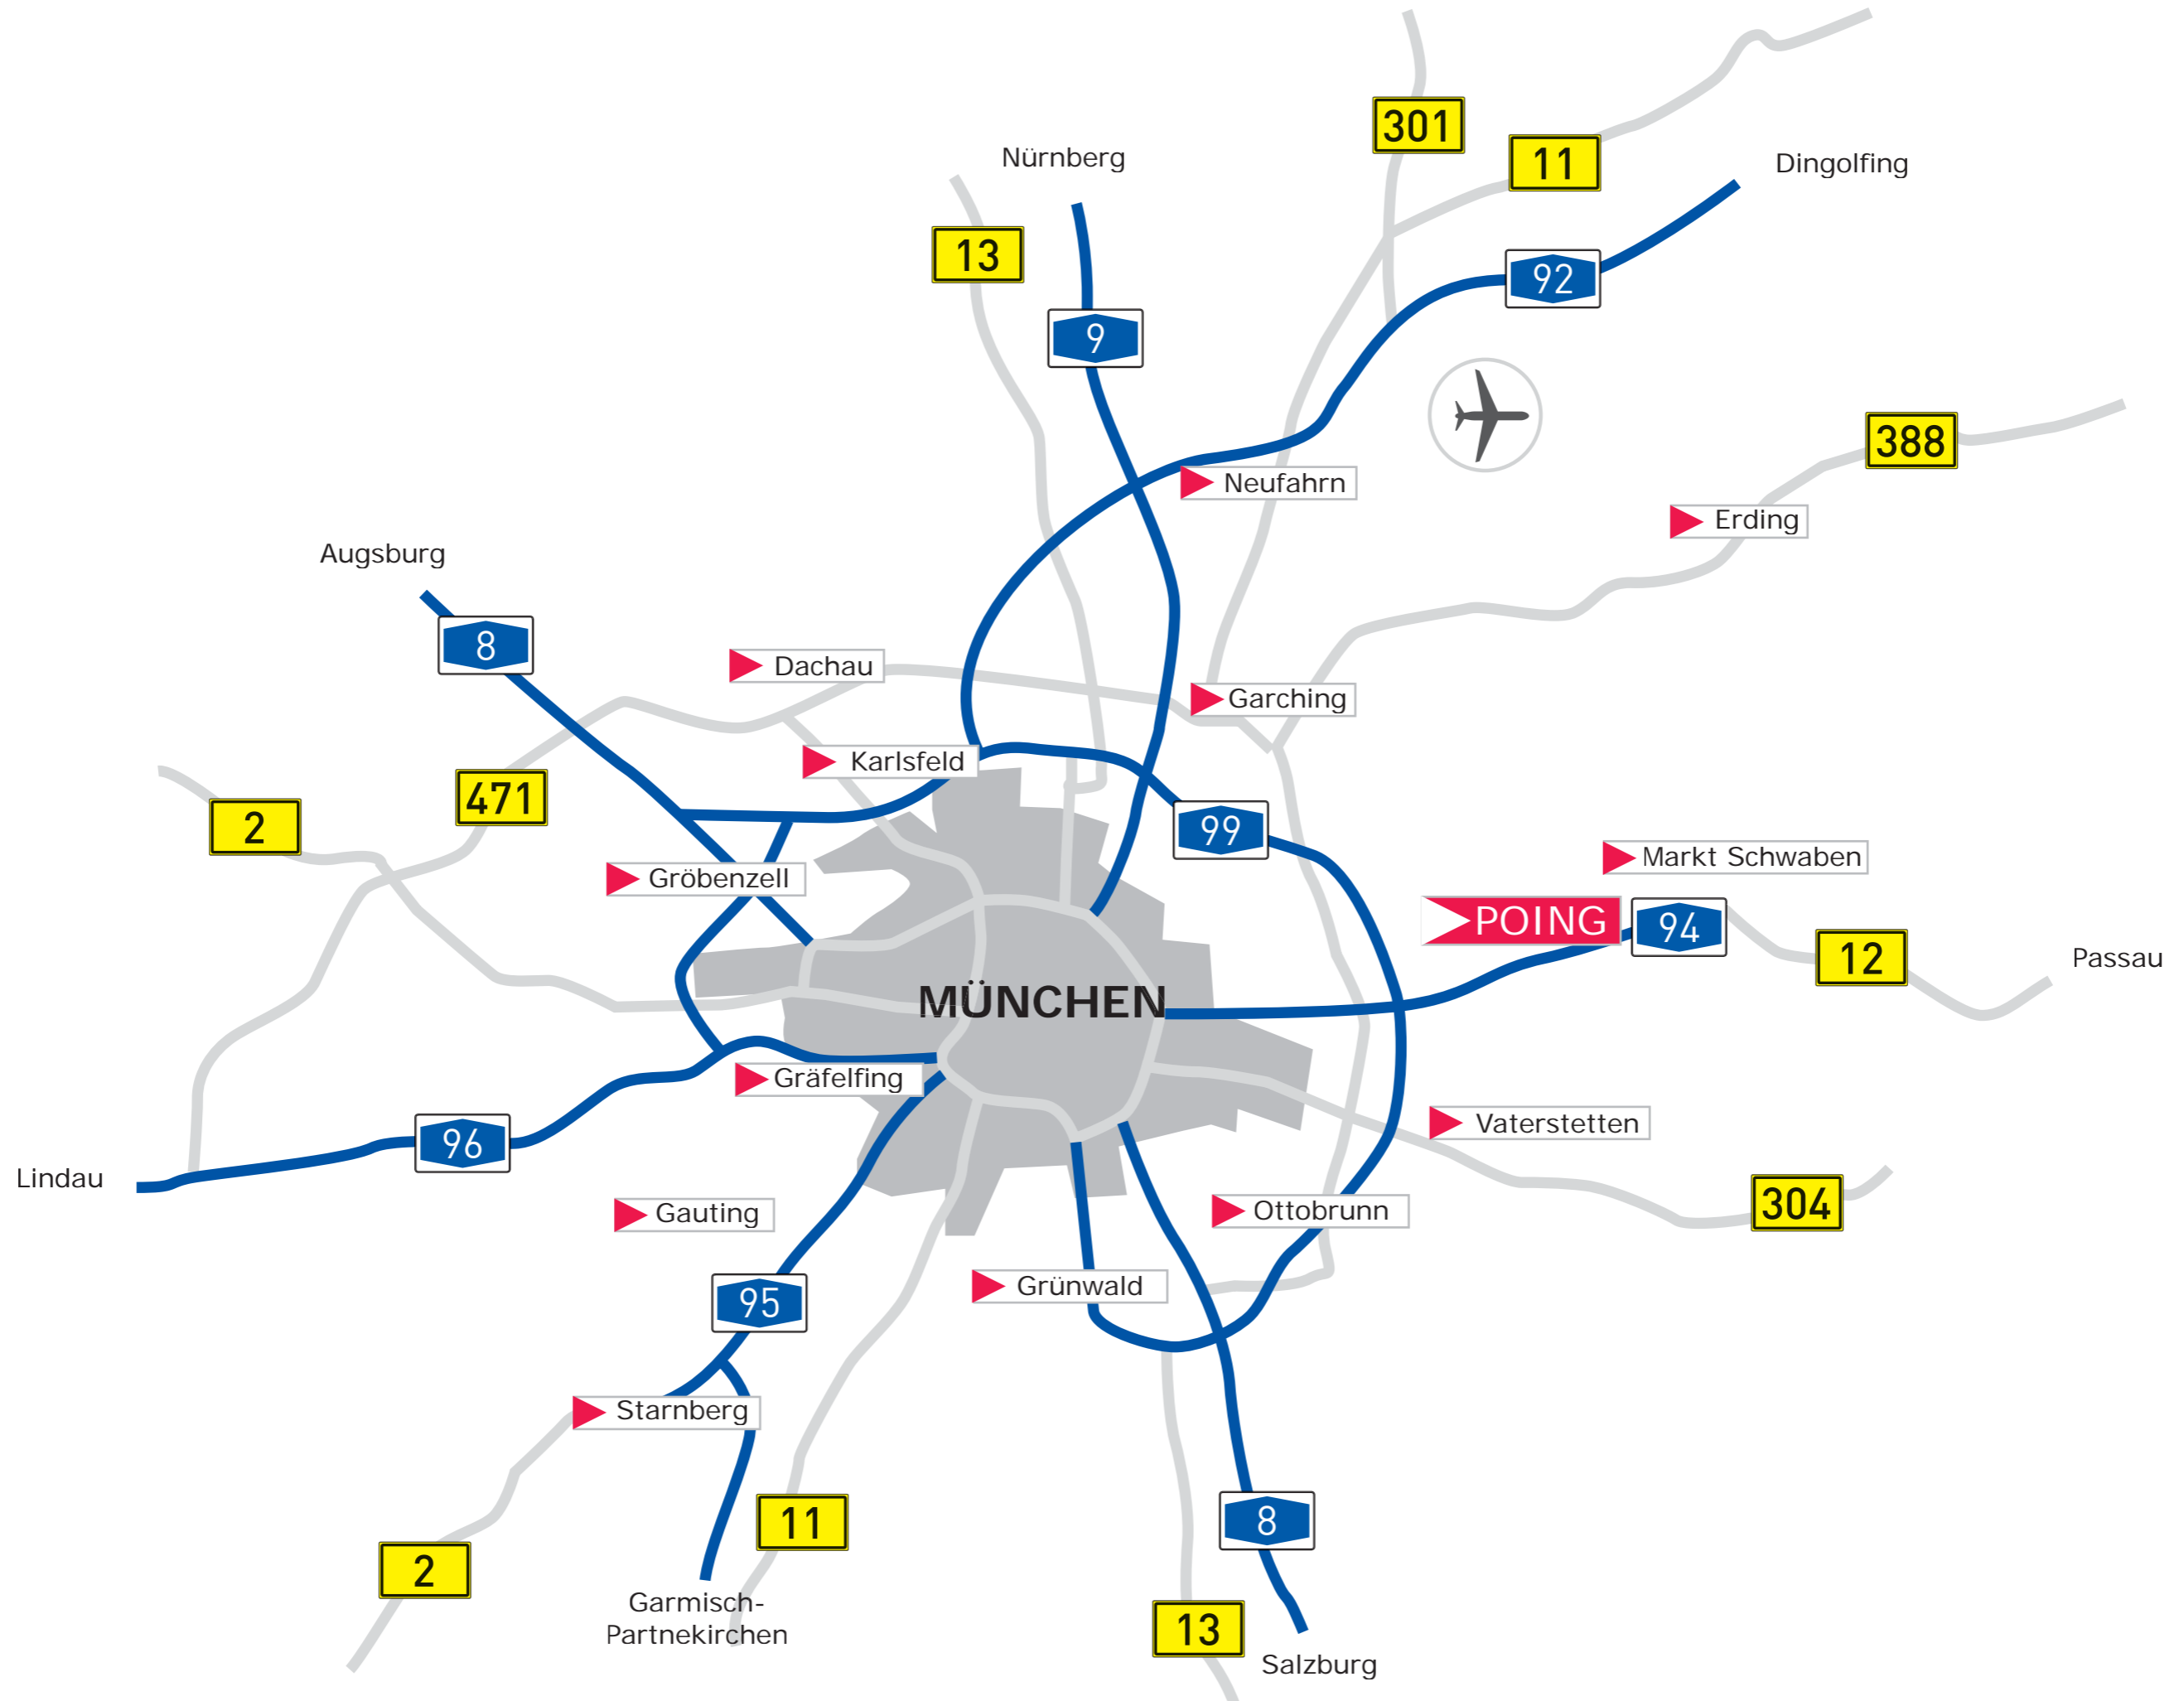 301
11
Nürnberg
Dingolfing
13
92
9
388
Neufahrn
Erding
Augsburg
8
Dachau
Garching
Karlsfeld
471
2
99
Markt Schwaben
Gröbenzell
POING
94
12
Passau
MÜNCHEN
Gräfelfing
Vaterstetten
96
Lindau
304
Gauting
Ottobrunn
Grünwald
95
Starnberg
11
8
2
Garmisch-
Partnekirchen
13
Salzburg